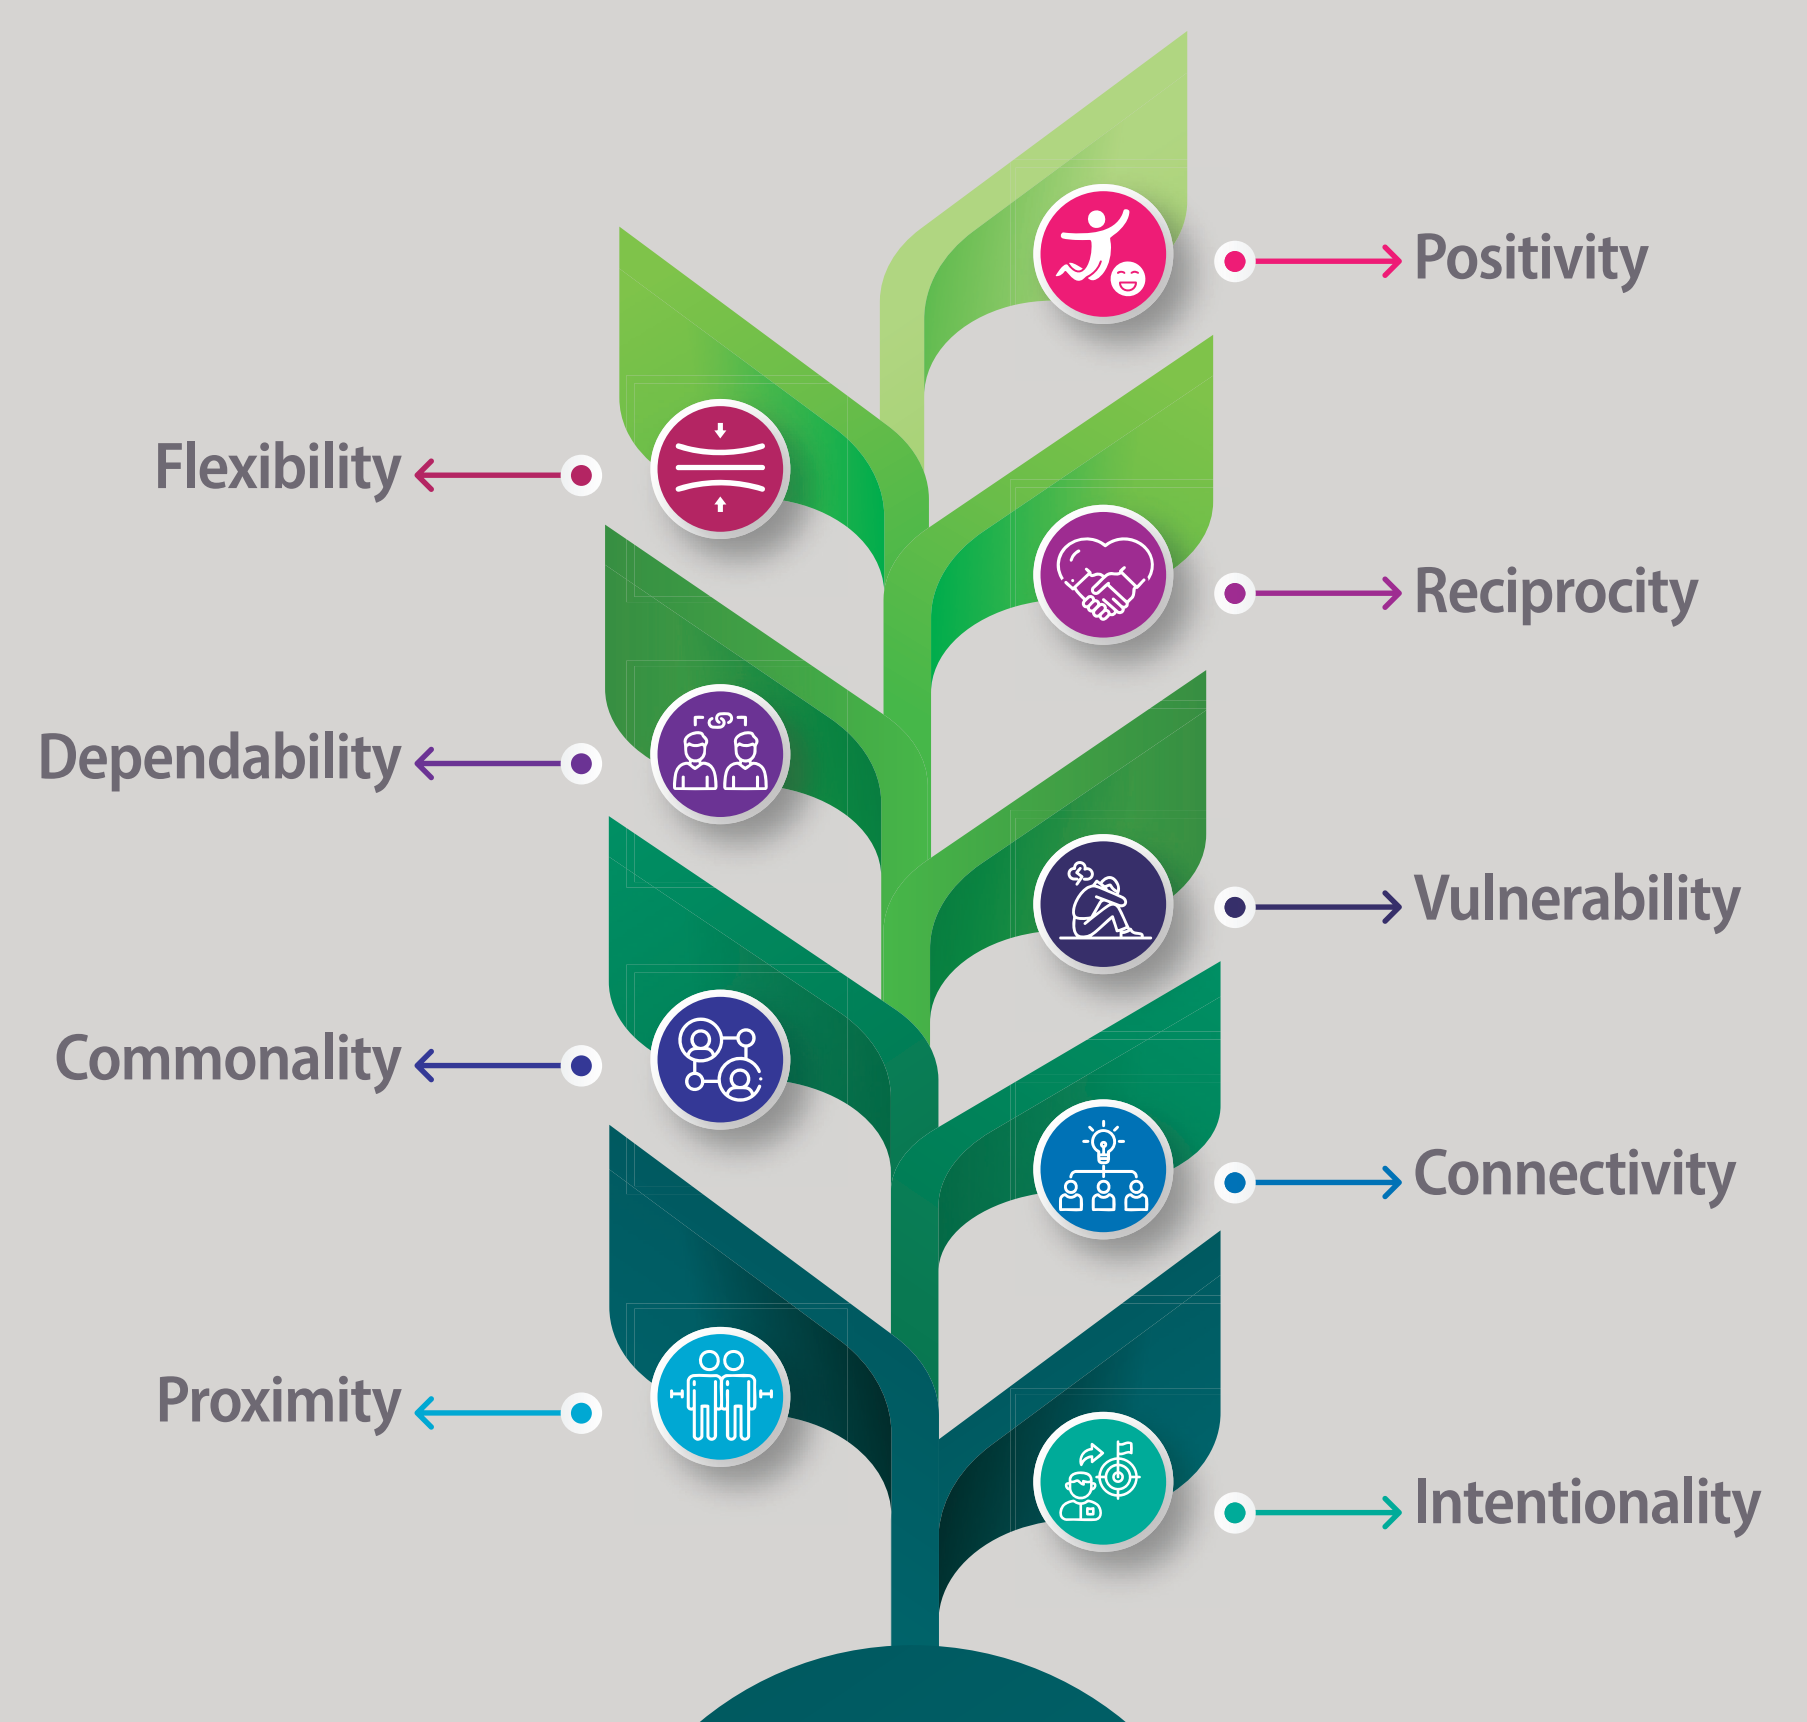 Positivity
Flexibility
Reciprocity
Dependability
Vulnerability
Commonality
Connectivity
Proximity
Intentionality